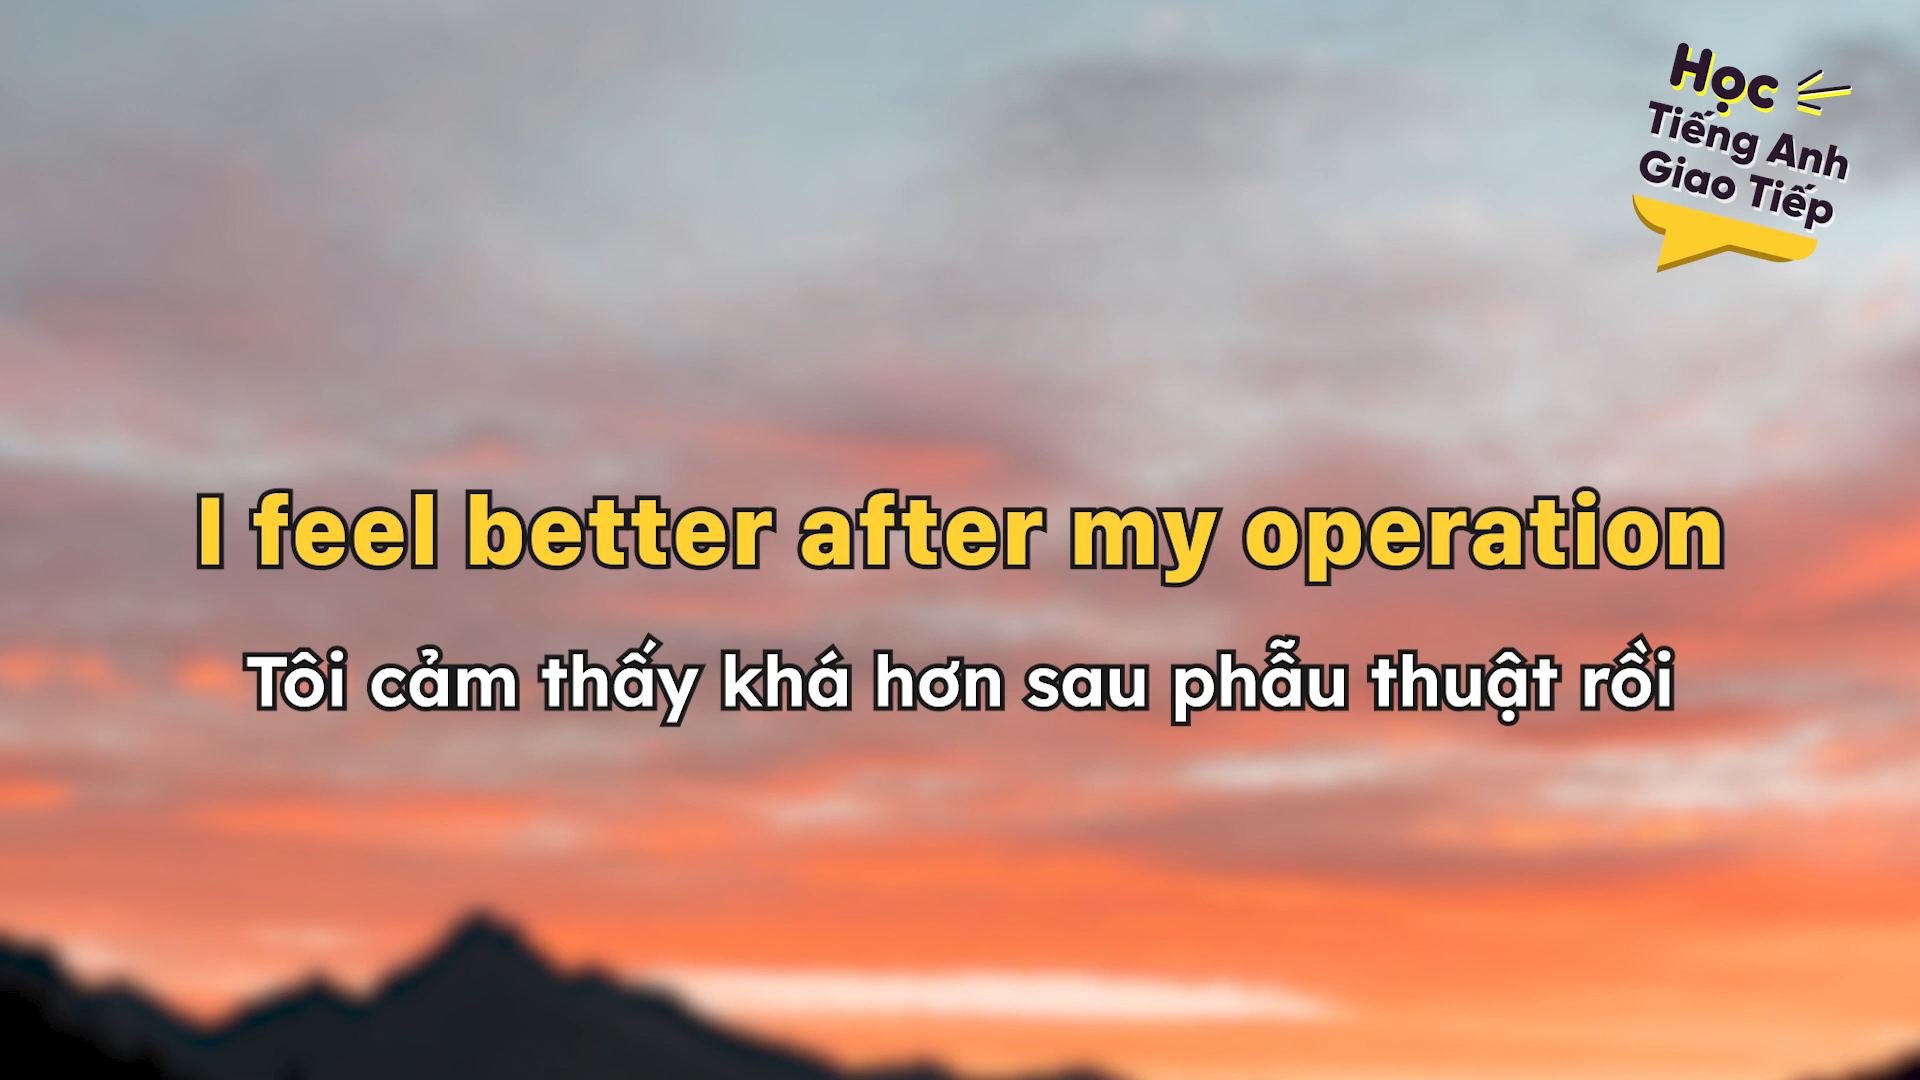 Học
Tiếng Anh
Giao Tiếp
I feel better after my operation
Tôi cảm thấy khá hơn sau phẫu thuật rồi